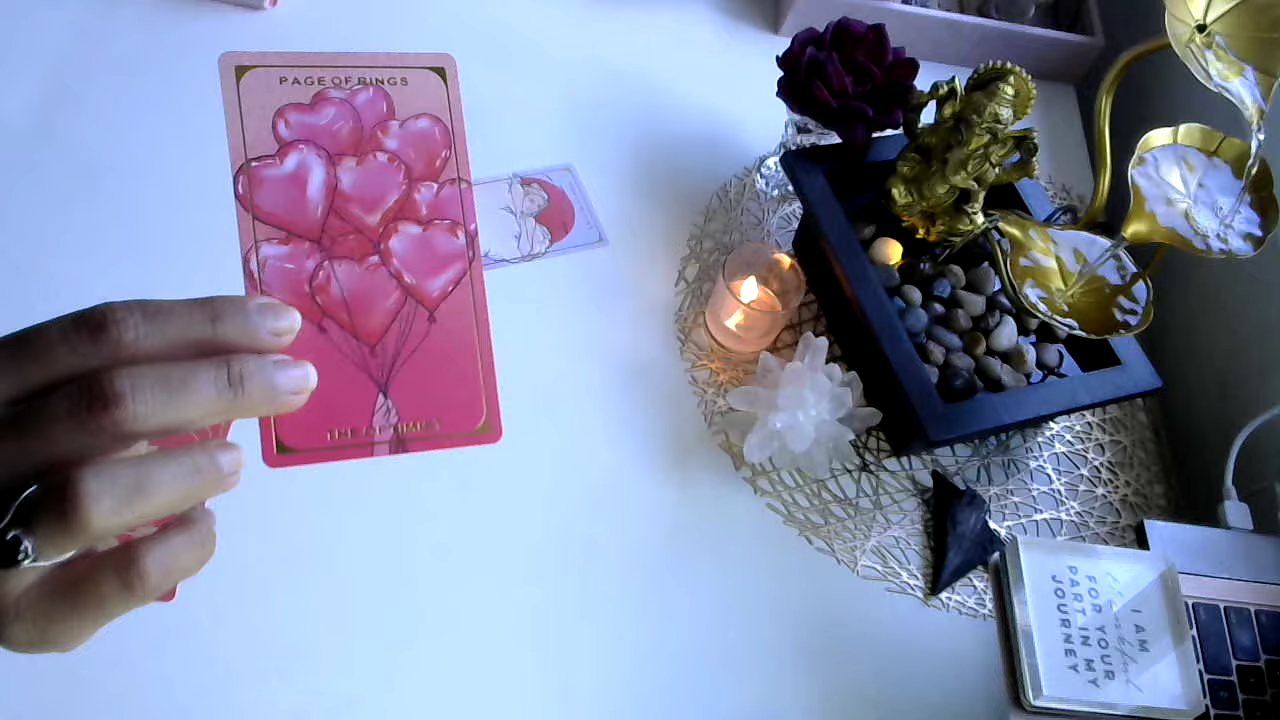 PAGE OF RINGS
I AM
FOR YOUR
PART IN MY
JOURNEY